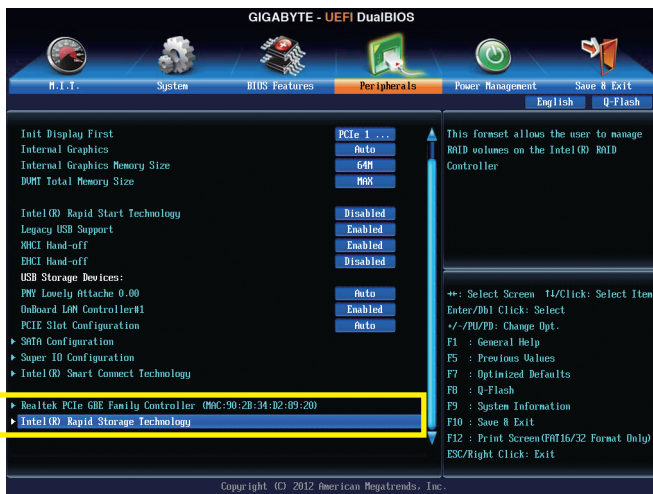 GIGABYTE - UEFI DualBIOS
M.I.T. System BIOS Features Peripherals Power Management Save & Exit
English Q-Flash
Init Display First PCIe 1 ...
Internal Graphics Auto
Internal Graphics Memory Size 64M
DVMT Total Memory Size MAX
Intel(R) Rapid Start Technology Disabled
Legacy USB Support Enabled
XHCI Hand-off Enabled
EHCI Hand-off Disabled
USB Storage Devices:
PNY Lovely Attache 0.00 Auto
OnBoard LAN Controller#1 Enabled
PCIE Slot Configuration Auto
SATA Configuration
Super IO Configuration
Intel(R) Smart Connect Technology
Realtek PCIe GBE Family Controller (MAC:90:2B:34:D2:89:20)
Intel(R) Rapid Storage Technology
This formset allows the user to manage
RAID volumes on the Intel(R) RAID
Controller
→←: Select Screen ↑↓/Click: Select Item
Enter/Dbl Click: Select
+/-/PU/PD: Change Opt.
F1 : General Help
F5 : Previous Values
F7 : Optimized Defaults
F8 : Q-Flash
F9 : System Information
F10 : Save & Exit
F12 : Print Screen(FAT16/32 Format Only)
ESC/Right Click: Exit
Copyright (C) 2012 American Megatrends, Inc.